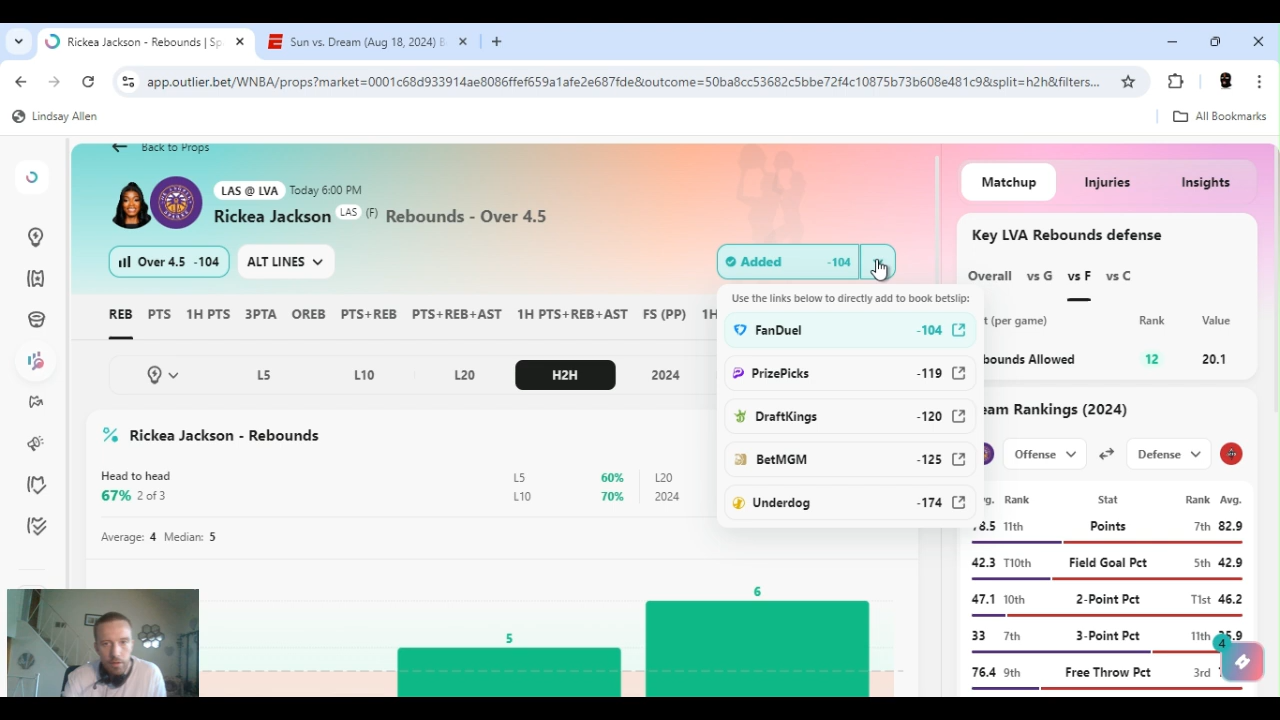 Rickea Jackson - Rebounds | Sp
Sun vs. Dream (Aug 18, 2024) B
app.outlier.bet/WNBA/props?market=0001c68d933914ae8086ffef659a1afe2e687fde&outcome=50ba8cc53682c5bbe72f4c10875b73b608e481c9&split=h2h&filters...
Lindsay Allen
All Bookmarks
Back to Props
LAS @ LVA Today 6:00 PM
Rickea Jackson LAS (F) Rebounds - Over 4.5
Over 4.5 -104
ALT LINES
Added -104
Use the links below to directly add to book betslip:
FanDuel -104
PrizePicks -119
DraftKings -120
BetMGM -125
Underdog -174
REB PTS 1H PTS 3PTA OREB PTS+REB PTS+REB+AST 1H PTS+REB+AST FS (PP) 1H
L5 L10 L20 H2H 2024
Rickea Jackson - Rebounds
Head to head
67% 2 of 3
L5 60% L20
L10 70% 2024
Average: 4 Median: 5
5
6
Matchup Injuries Insights
Key LVA Rebounds defense
Overall vs G vs F vs C
(per game) Rank Value
bounds Allowed 12 20.1
eam Rankings (2024)
Offense Defense
Rank Stat Rank Avg.
8.5 11th Points 7th 82.9
42.3 T10th Field Goal Pct 5th 42.9
47.1 10th 2-Point Pct T1st 46.2
33 7th 3-Point Pct 11th 5.9
76.4 9th Free Throw Pct 3rd
4